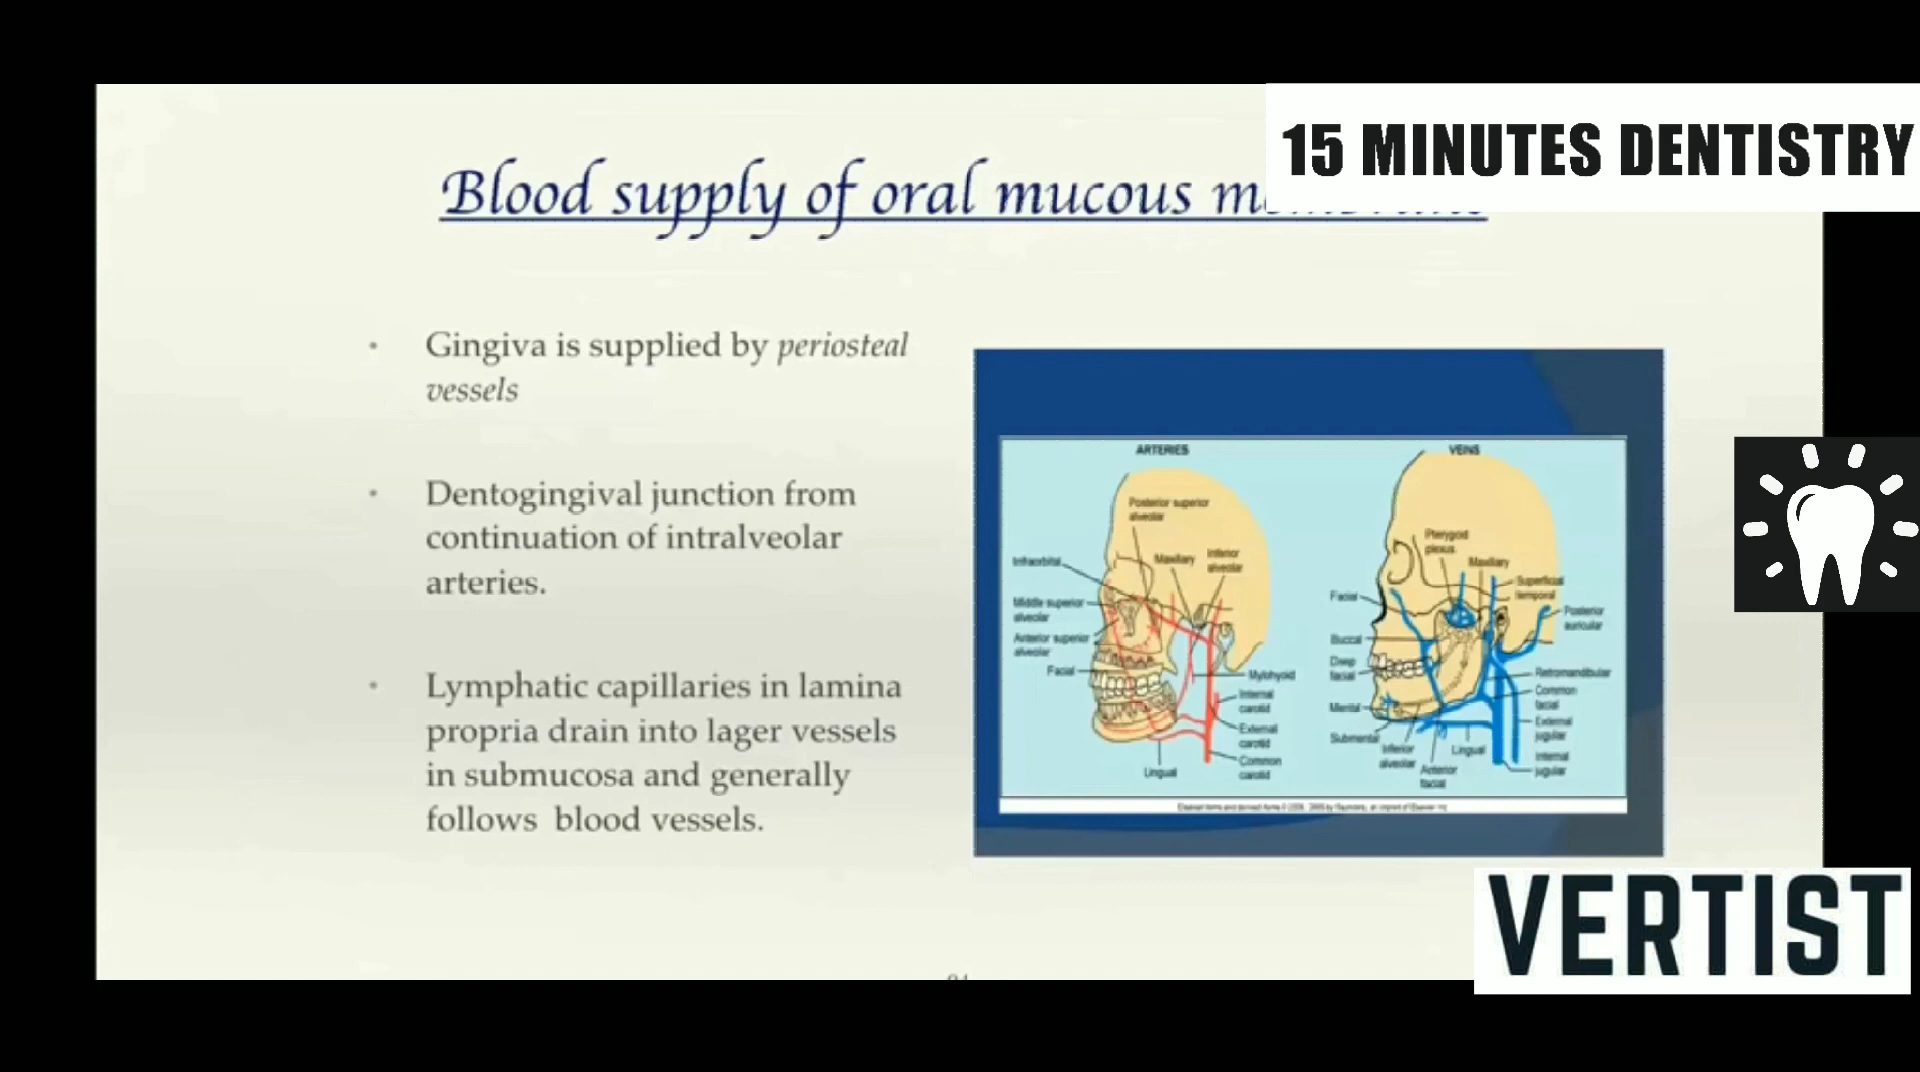 15 MINUTES DENTISTRY
Blood supply of oral mucous
• Gingiva is supplied by periosteal
vessels
• Dentogingival junction from
continuation of intralveolar
arteries.
• Lymphatic capillaries in lamina
propria drain into lager vessels
in submucosa and generally
follows blood vessels.
ARTERIES
Posterior superior
alveolar
Infraorbital
Maxillary
Inferior
alveolar
Middle superior
alveolar
Anterior superior
alveolar
Facial
Mylohyoid
Internal
carotid
External
carotid
Common
carotid
Lingual
VEINS
Pterygoid
plexus
Maxillary
Superficial
temporal
Facial
Posterior
auricular
Buccal
Deep
facial
Retromandibular
Common
facial
Mental
External
jugular
Submental
Inferior
alveolar
Lingual
Anterior
facial
Internal
jugular
VERTIST